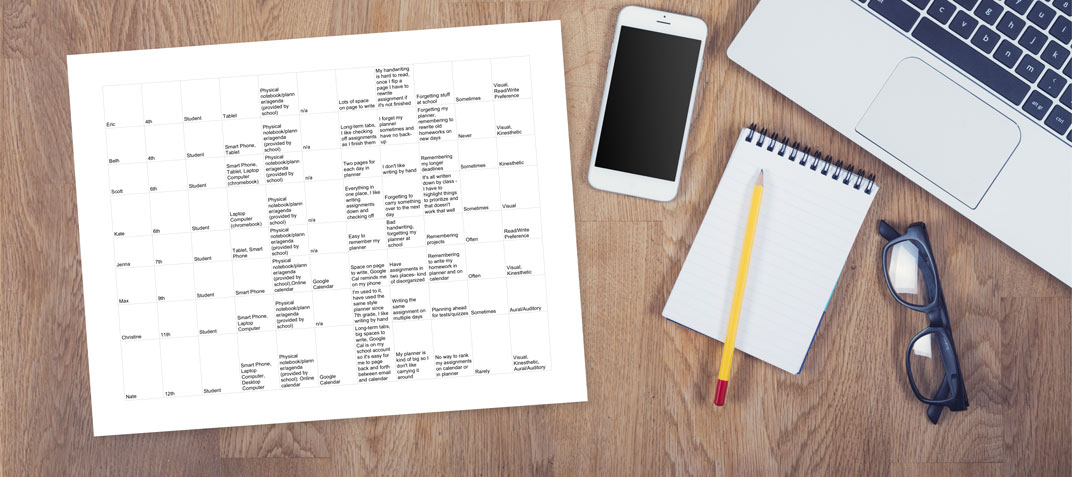 Eric
4th
Student
Tablet
Physical
notebook/plann
er/agenda
(provided by
school)
n/a
Lots of space
on page to write
My handwriting
is hard to read,
once I flip a
page I have to
rewrite
assignment if
it's not finished
Forgetting stuff
at school
Sometimes
Visual,
Read/Write
Preference
Beth
4th
Student
Smart Phone,
Tablet
Physical
notebook/plann
er/agenda
(provided by
school)
n/a
Long-term tabs,
I like checking
off assignments
as I finish them
I forget my
planner
sometimes and
have no back-
up
Forgetting my
planner,
remembering to
rewrite old
homeworks on
new days
Never
Visual,
Kinesthetic
Scott
6th
Student
Smart Phone,
Tablet, Laptop
Computer
(chromebook)
Physical
notebook/plann
er/agenda
(provided by
school)
n/a
Two pages for
each day in
planner
I don't like
writing by hand
Remembering
my longer
deadlines
Sometimes
Kinesthetic
Kate
6th
Student
Laptop
Computer
(chromebook)
Physical
notebook/plann
er/agenda
(provided by
school)
n/a
Everything in
one place, I like
writing
assignments
down and
checking off
Forgetting to
carry something
over to the next
day
It's all written
down by class -
I have to
highlight things
to prioritize and
that doesn't
work that well
Sometimes
Visual
Jenna
7th
Student
Tablet, Smart
Phone
Physical
notebook/plann
er/agenda
(provided by
school)
n/a
Easy to
remember my
planner
Bad
handwriting,
forgetting my
planner at
school
Remembering
projects
Often
Read/Write
Preference
Max
9th
Student
Smart Phone
Physical
notebook/plann
er/agenda
(provided by
school),Online
calendar
Google
Calendar
Space on page
to write, Google
Cal reminds me
on my phone
Have
assignments in
two places- kind
of disorganized
Remembering
to write my
homework in
planner and on
calendar
Often
Visual,
Kinesthetic
Christine
11th
Student
Smart Phone,
Laptop
Computer
Physical
notebook/plann
er/agenda
(provided by
school)
n/a
I'm used to it,
have used the
same style
planner since
7th grade, I like
writing by hand
Writing the
same
assignment on
multiple days
Planning ahead
for tests/quizzes
Sometimes
Aural/Auditory
Nate
12th
Student
Smart Phone,
Laptop
Computer,
Desktop
Computer
Physical
notebook/plann
er/agenda
(provided by
school), Online
calendar
Google
Calendar
Long-term tabs,
big spaces to
write, Google
Cal is on my
school account
so it's easy for
me to page
back and forth
between email
and calendar
My planner is
kind of big so I
don't like
carrying it
around
No way to rank
my assignments
on calendar or
in planner
Rarely
Visual,
Kinesthetic,
Aural/Auditory